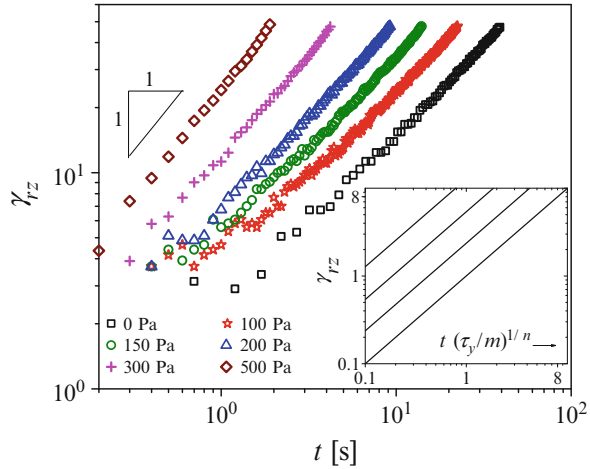 γrz
10¹
10⁰
10⁰
10¹
10²
t [s]
1
1
0 Pa
100 Pa
150 Pa
200 Pa
300 Pa
500 Pa
γrz
8
1
0.1
0.1
1
8
t (τy/m)¹/ⁿ